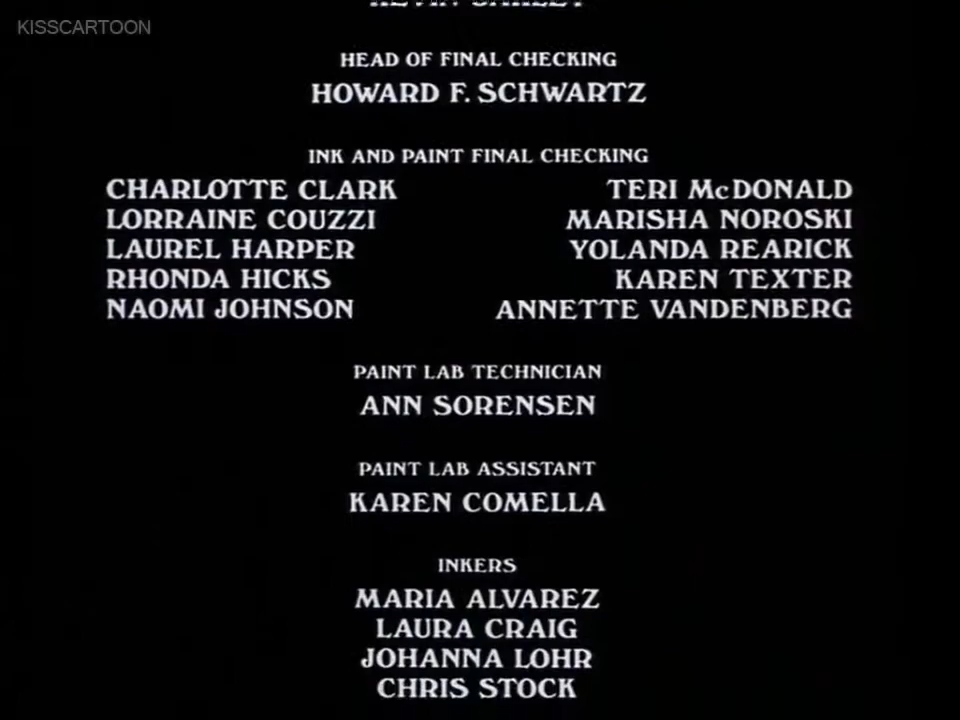 KISSCARTOON
HEAD OF FINAL CHECKING
HOWARD F. SCHWARTZ
INK AND PAINT FINAL CHECKING
CHARLOTTE CLARK TERI McDONALD
LORRAINE COUZZI MARISHA NOROSKI
LAUREL HARPER YOLANDA REARICK
RHONDA HICKS KAREN TEXTER
NAOMI JOHNSON ANNETTE VANDENBERG
PAINT LAB TECHNICIAN
ANN SORENSEN
PAINT LAB ASSISTANT
KAREN COMELLA
INKERS
MARIA ALVAREZ
LAURA CRAIG
JOHANNA LOHR
CHRIS STOCK